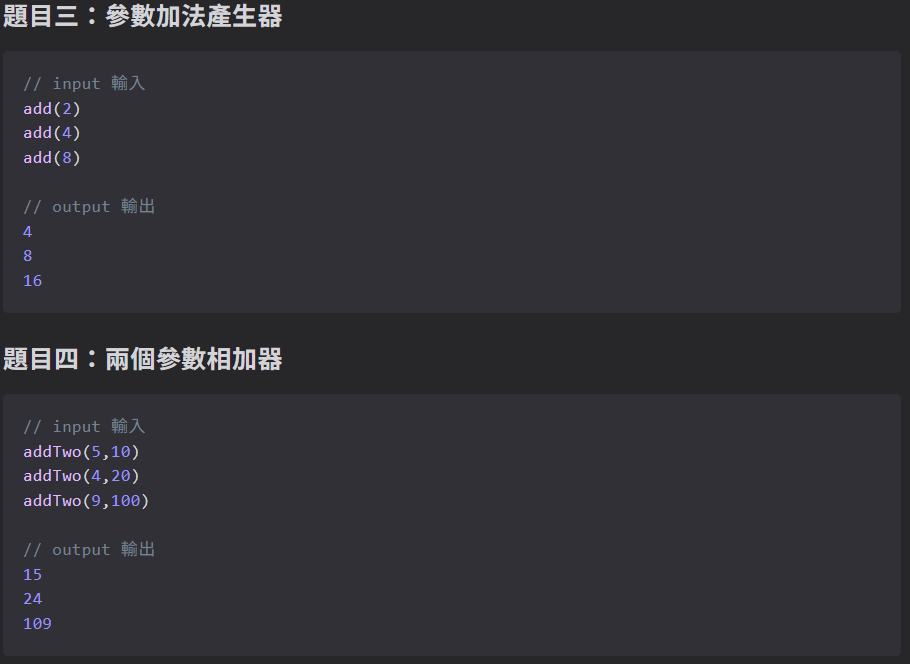 題目三：參數加法產生器
// input 輸入
add(2)
add(4)
add(8)
// output 輸出
4
8
16
題目四：兩個參數相加器
// input 輸入
addTwo(5,10)
addTwo(4,20)
addTwo(9,100)
// output 輸出
15
24
109